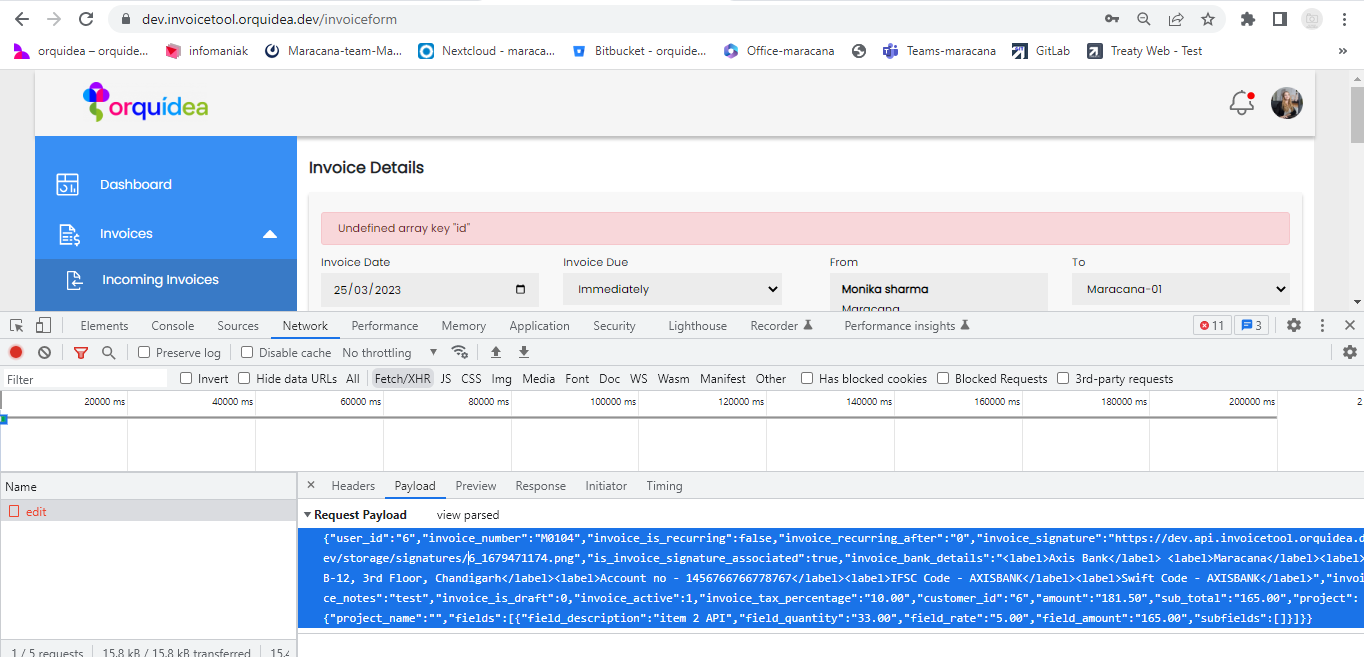 dev.invoicetool.orquidea.dev/invoiceform
orquidea – orquide... infomaniak Maracana-team-Ma... Nextcloud - maraca... Bitbucket - orquide... Office-maracana Teams-maracana GitLab Treaty Web - Test »
orquídea
Invoice Details
Dashboard
Undefined array key "id"
Invoices
Invoice Date Invoice Due From To
Incoming Invoices
25/03/2023 Immediately Monika sharma Maracana-01
Maracana
Elements Console Sources Network Performance Memory Application Security Lighthouse Recorder Performance insights 11 3
Preserve log Disable cache No throttling
Filter Invert Hide data URLs All Fetch/XHR JS CSS Img Media Font Doc WS Wasm Manifest Other Has blocked cookies Blocked Requests 3rd-party requests
20000 ms 40000 ms 60000 ms 80000 ms 100000 ms 120000 ms 140000 ms 160000 ms 180000 ms 200000 ms 2
Name × Headers Payload Preview Response Initiator Timing
edit
Request Payload view parsed
{"user_id":"6","invoice_number":"M0104","invoice_is_recurring":false,"invoice_recurring_after":"0","invoice_signature":"https://dev.api.invoicetool.orquidea.d
ev/storage/signatures/6_1679471174.png","is_invoice_signature_associated":true,"invoice_bank_details":"<label>Axis Bank</label> <label>Maracana</label><label>
B-12, 3rd Floor, Chandigarh</label><label>Account no - 1456766766778767</label><label>IFSC Code - AXISBANK</label><label>Swift Code - AXISBANK</label>","invoi
ce_notes":"test","invoice_is_draft":0,"invoice_active":1,"invoice_tax_percentage":"10.00","customer_id":"6","amount":"181.50","sub_total":"165.00","project":
{"project_name":"","fields":[{"field_description":"item 2 API","field_quantity":"33.00","field_rate":"5.00","field_amount":"165.00","subfields":[]}]}}
1 / 5 requests 15.8 kB / 15.8 kB transferred 15.4